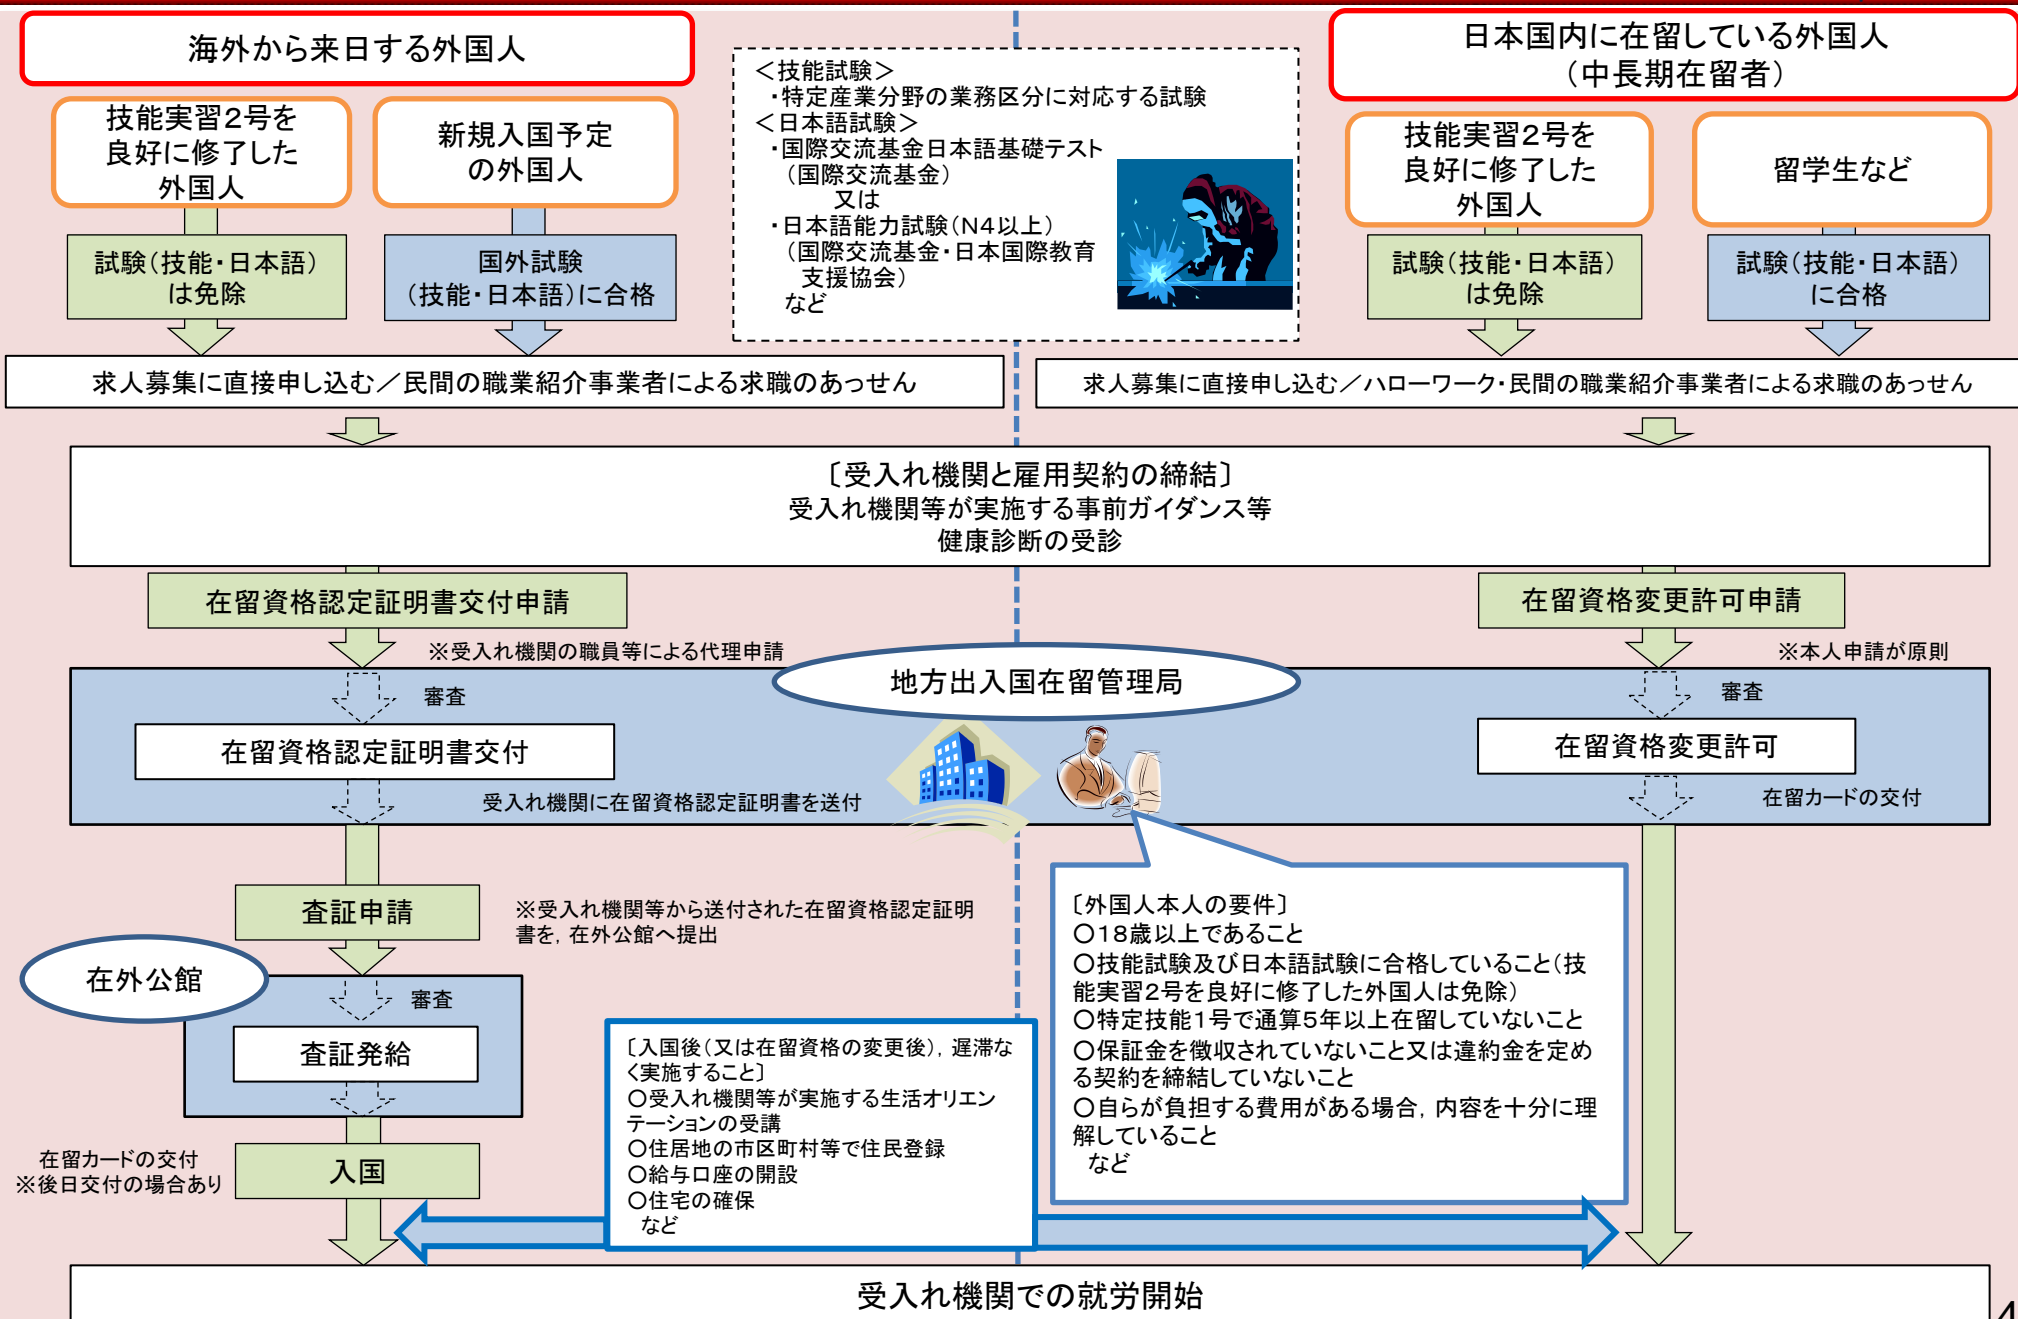 海外から来日する外国人
技能実習2号を
良好に修了した
外国人
新規入国予定
の外国人
試験(技能・日本語)
は免除
国外試験
(技能・日本語)に合格
求人募集に直接申し込む／民間の職業紹介事業者による求職のあっせん
＜技能試験＞
・特定産業分野の業務区分に対応する試験
＜日本語試験＞
・国際交流基金日本語基礎テスト
(国際交流基金)
又は
・日本語能力試験(N4以上)
(国際交流基金・日本国際教育
支援協会)
など
日本国内に在留している外国人
(中長期在留者)
技能実習2号を
良好に修了した
外国人
留学生など
試験(技能・日本語)
は免除
試験(技能・日本語)
に合格
求人募集に直接申し込む／ハローワーク・民間の職業紹介事業者による求職のあっせん
〔受入れ機関と雇用契約の締結〕
受入れ機関等が実施する事前ガイダンス等
健康診断の受診
在留資格認定証明書交付申請
※受入れ機関の職員等による代理申請
在留資格変更許可申請
※本人申請が原則
地方出入国在留管理局
審査
在留資格認定証明書交付
受入れ機関に在留資格認定証明書を送付
審査
在留資格変更許可
在留カードの交付
査証申請
※受入れ機関等から送付された在留資格認定証明
書を，在外公館へ提出
在外公館
審査
査証発給
在留カードの交付
※後日交付の場合あり
入国
〔入国後(又は在留資格の変更後)，遅滞な
く実施すること〕
○受入れ機関等が実施する生活オリエン
テーションの受講
○住居地の市区町村等で住民登録
○給与口座の開設
○住宅の確保
など
〔外国人本人の要件〕
○18歳以上であること
○技能試験及び日本語試験に合格していること(技
能実習2号を良好に修了した外国人は免除)
○特定技能1号で通算5年以上在留していないこと
○保証金を徴収されていないこと又は違約金を定め
る契約を締結していないこと
○自らが負担する費用がある場合，内容を十分に理
解していること
など
受入れ機関での就労開始
4